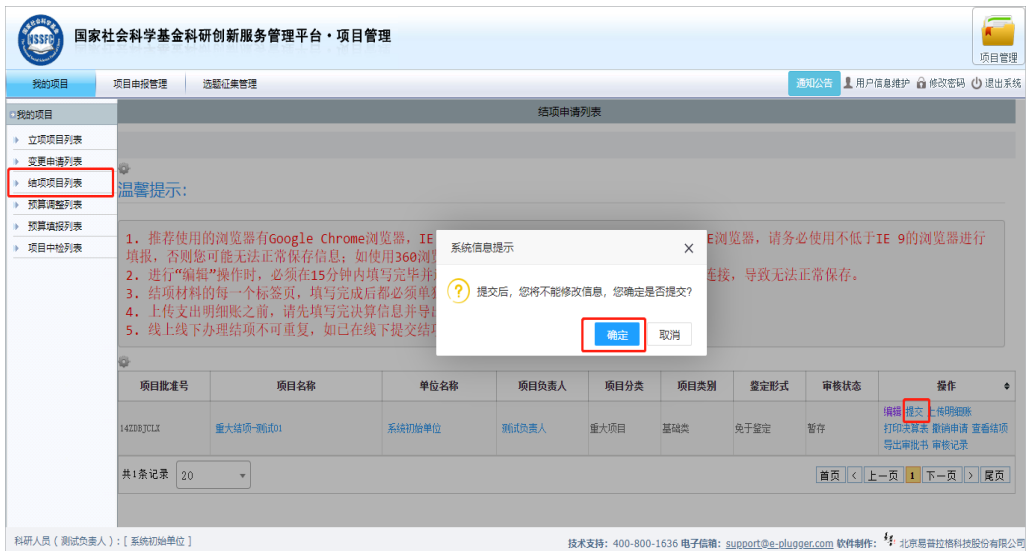 NSSFC
国家社会科学基金科研创新服务管理平台·项目管理
项目管理
我的项目 项目申报管理 选题征集管理 通知公告 用户信息维护 修改密码 退出系统
我的项目
结项申请列表
立项项目列表
变更申请列表
结项项目列表
预算调整列表
预算填报列表
项目中检列表
温馨提示:
1. 推荐使用的浏览器有Google Chrome浏览器, IE E浏览器, 请务必使用不低于IE 9的浏览器进行
填报, 否则您可能无法正常保存信息; 如使用360浏
2. 进行“编辑”操作时, 必须在15分钟内填写完毕并 连接, 导致无法正常保存。
3. 结项材料的每一个标签页, 填写完成后都必须单
4. 上传支出明细账之前, 请先填写完决算信息并导
5. 线上线下办理结项不可重复, 如已在线下提交结
系统信息提示
提交后, 您将不能修改信息, 您确定是否提交?
确定 取消
项目批准号 项目名称 单位名称 项目负责人 项目分类 项目类别 鉴定形式 审核状态 操作
14ZDBJCLX 重大结项-测试01 系统初始单位 测试负责人 重大项目 基础类 免于鉴定 暂存
编辑 提交 上传明细账
打印决算表 撤销申请 查看结项
导出审批书 审核记录
共1条记录 20 首页 < 上一页 1 下一页 > 尾页
科研人员 ( 测试负责人 ) : [ 系统初始单位 ] 技术支持: 400-800-1636 电子信箱: support@e-plugger.com 软件制作: 北京易普拉格科技股份有限公司